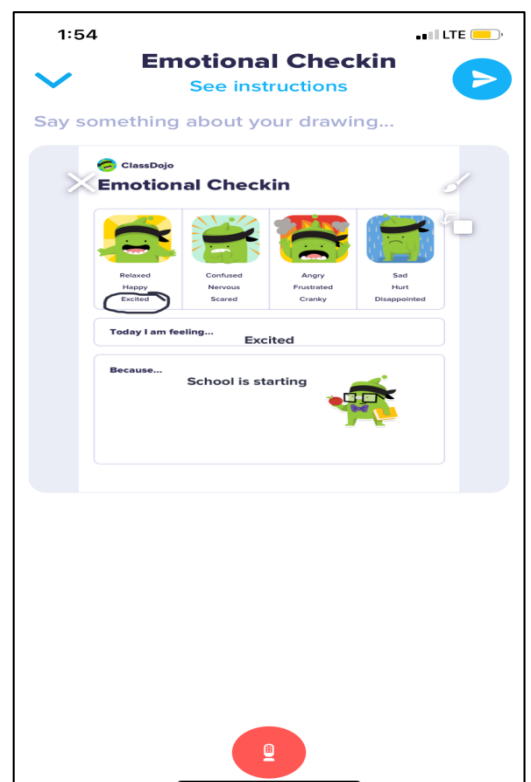 1:54 LTE
Emotional Checkin
See instructions
Say something about your drawing...
ClassDojo
Emotional Checkin
Relaxed
Happy
Excited
Confused
Nervous
Scared
Angry
Frustrated
Cranky
Sad
Hurt
Disappointed
Today I am feeling...
Excited
Because...
School is starting